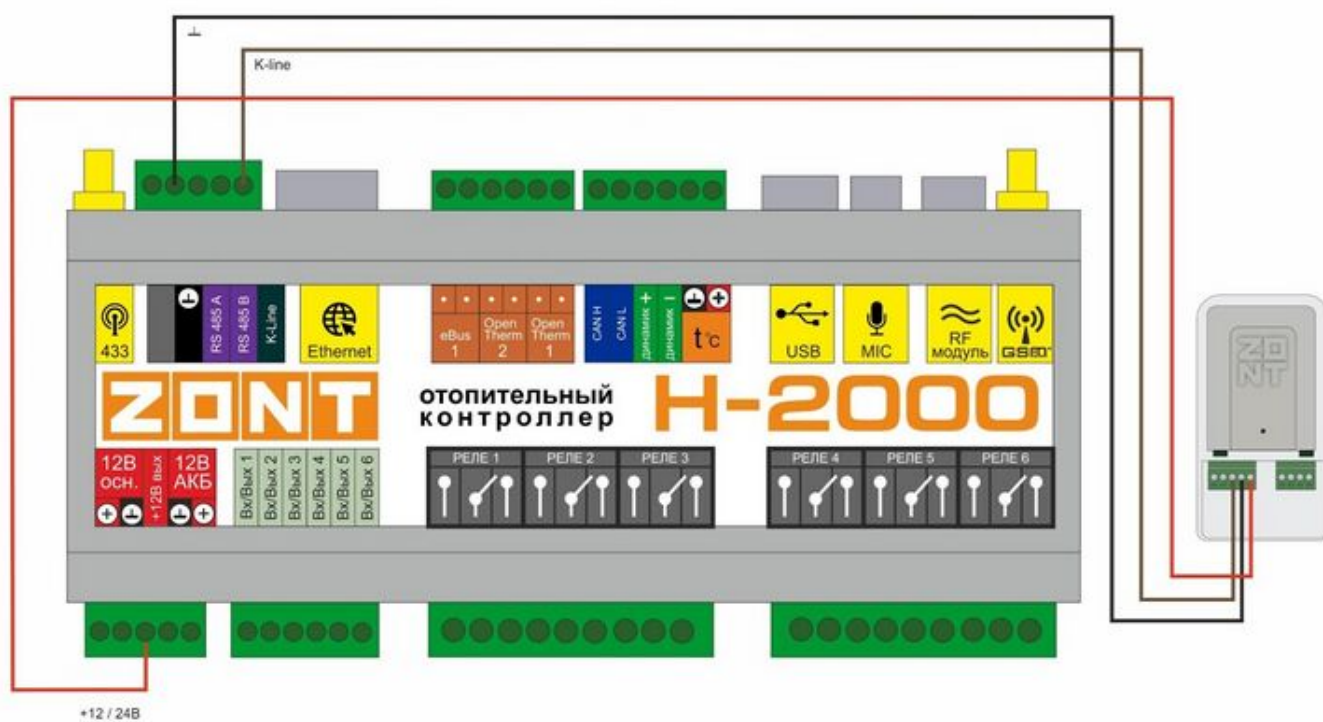 ⊥
K-line
433
⊥
RS 485 A
RS 485 B
K-Line
Ethernet
eBus
1
Open
Therm
2
Open
Therm
1
CAN H
CAN L
динамик +
динамик –
⊥ +
t°C
USB
MIC
RF
модуль
GSM
ZONT
отопительный
контроллер
H-2000
ZO
NT
12В
осн.
+12В вых
12В
АКБ
+ ⊥
⊥ +
Вх/Вых 1
Вх/Вых 2
Вх/Вых 3
Вх/Вых 4
Вх/Вых 5
Вх/Вых 6
РЕЛЕ 1
РЕЛЕ 2
РЕЛЕ 3
РЕЛЕ 4
РЕЛЕ 5
РЕЛЕ 6
+12 / 24В